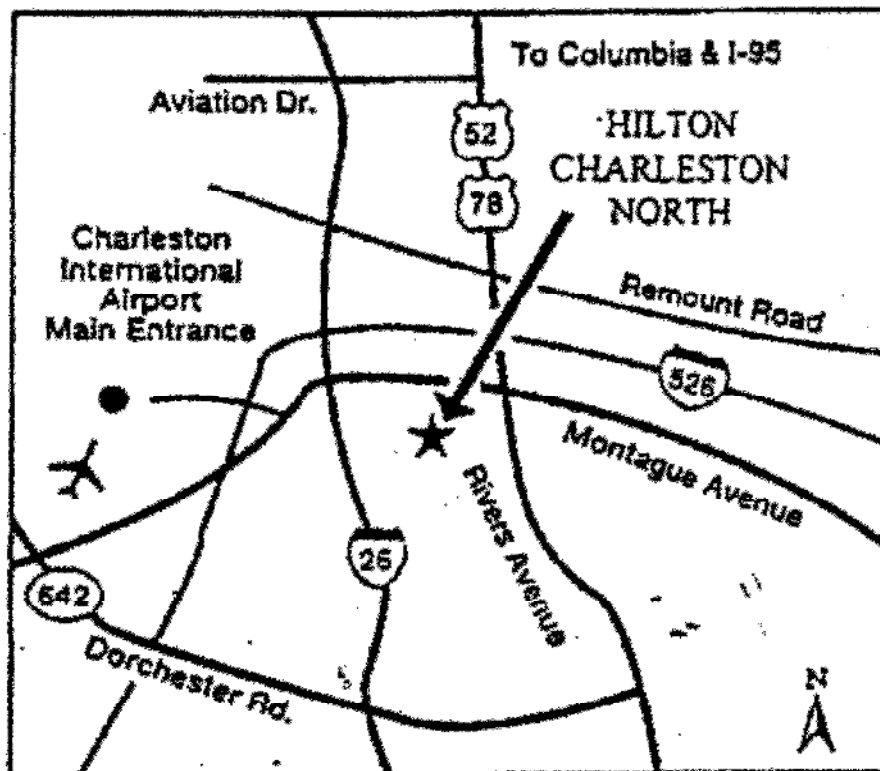 To Columbia & I-95
Aviation Dr.
52
HILTON
CHARLESTON
NORTH
78
Charleston
International
Airport
Main Entrance
Remount Road
526
Montague Avenue
Rivers Avenue
26
642
Dorchester Rd.
N